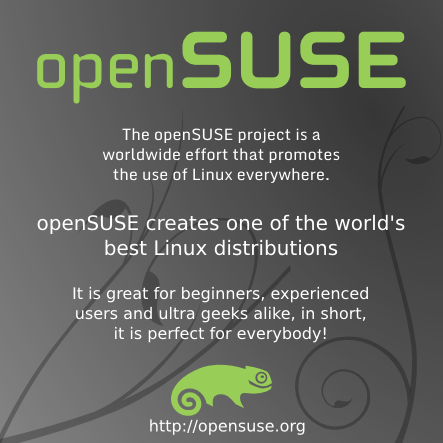 openSUSE
The openSUSE project is a
worldwide effort that promotes
the use of Linux everywhere.
openSUSE creates one of the world's
best Linux distributions
It is great for beginners, experienced
users and ultra geeks alike, in short,
it is perfect for everybody!
http://opensuse.org